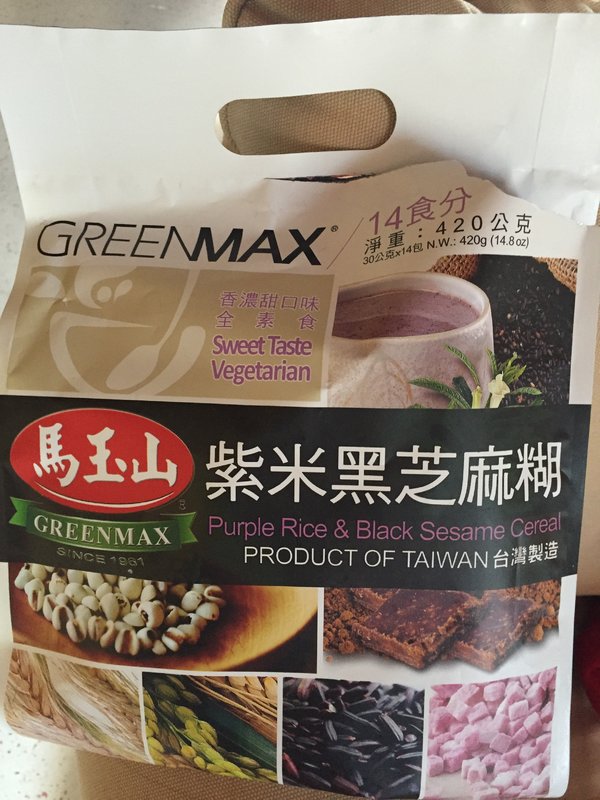 GREENMAX®
14食分
淨重：420公克
30公克x14包 N.W.: 420g (14.8 oz)
香濃甜口味
全素食
Sweet Taste
Vegetarian
馬玉山
GREENMAX
SINCE 1961
紫米黑芝麻糊
Purple Rice & Black Sesame Cereal
PRODUCT OF TAIWAN 台灣製造